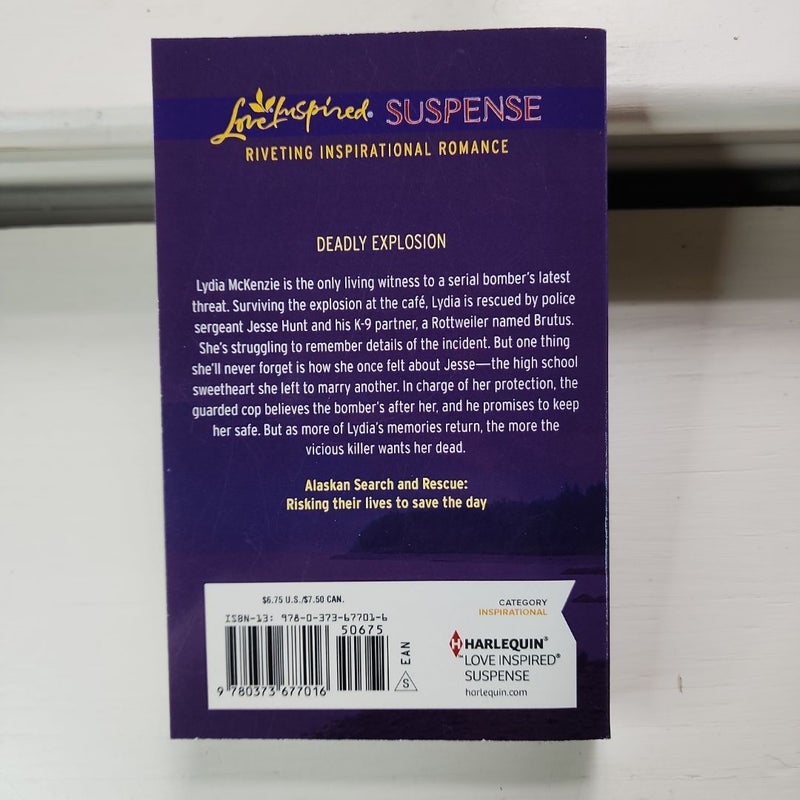 Love Inspired® SUSPENSE
RIVETING INSPIRATIONAL ROMANCE
DEADLY EXPLOSION
Lydia McKenzie is the only living witness to a serial bomber's latest
threat. Surviving the explosion at the café, Lydia is rescued by police
sergeant Jesse Hunt and his K-9 partner, a Rottweiler named Brutus.
She's struggling to remember details of the incident. But one thing
she'll never forget is how she once felt about Jesse—the high school
sweetheart she left to marry another. In charge of her protection, the
guarded cop believes the bomber's after her, and he promises to keep
her safe. But as more of Lydia's memories return, the more the
vicious killer wants her dead.
Alaskan Search and Rescue:
Risking their lives to save the day
$6.75 U.S./$7.50 CAN.
ISBN-13: 978-0-373-67701-6
50675
EAN
S
9 780373 677016
CATEGORY
INSPIRATIONAL
H HARLEQUIN®
™ LOVE INSPIRED®
SUSPENSE
harlequin.com